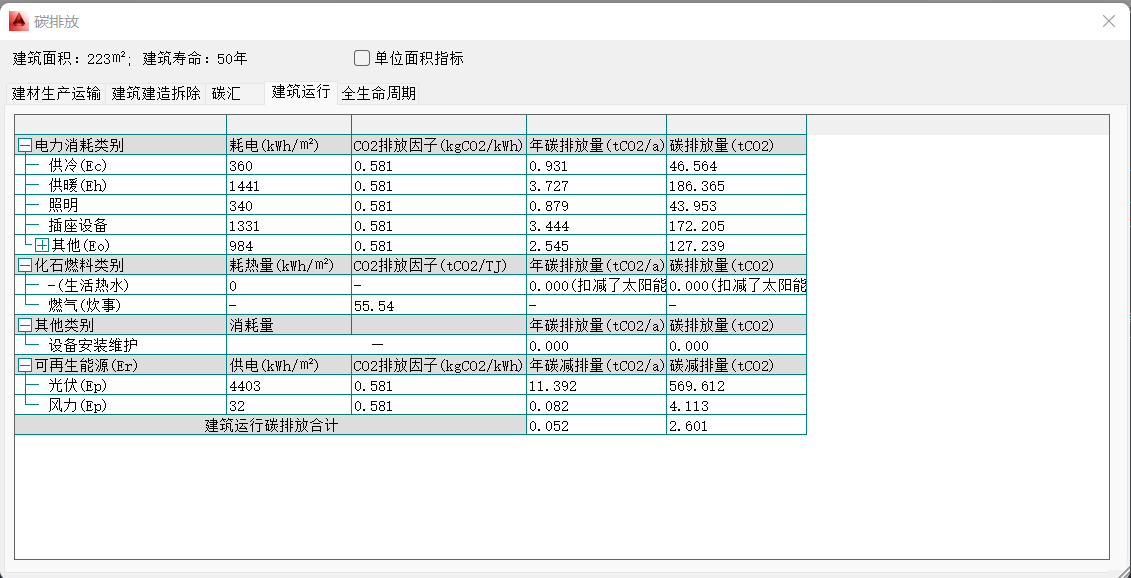 碳排放
建筑面积：223㎡; 建筑寿命：50年 单位面积指标
建材生产运输 建筑建造拆除 碳汇 建筑运行 全生命周期
电力消耗类别 耗电(kWh/㎡) CO2排放因子(kgCO2/kWh) 年碳排放量(tCO2/a) 碳排放量(tCO2)
供冷(Ec) 360 0.581 0.931 46.564
供暖(Eh) 1441 0.581 3.727 186.365
照明 340 0.581 0.879 43.953
插座设备 1331 0.581 3.444 172.205
其他(Eo) 984 0.581 2.545 127.239
化石燃料类别 耗热量(kWh/㎡) CO2排放因子(tCO2/TJ) 年碳排放量(tCO2/a) 碳排放量(tCO2)
-(生活热水) 0 - 0.000(扣减了太阳能 0.000(扣减了太阳能
燃气(炊事) - 55.54 - -
其他类别 消耗量 年碳排放量(tCO2/a) 碳排放量(tCO2)
设备安装维护 — 0.000 0.000
可再生能源(Er) 供电(kWh/㎡) CO2排放因子(kgCO2/kWh) 年碳减排量(tCO2/a) 碳减排量(tCO2)
光伏(Ep) 4403 0.581 11.392 569.612
风力(Ep) 32 0.581 0.082 4.113
建筑运行碳排放合计 0.052 2.601